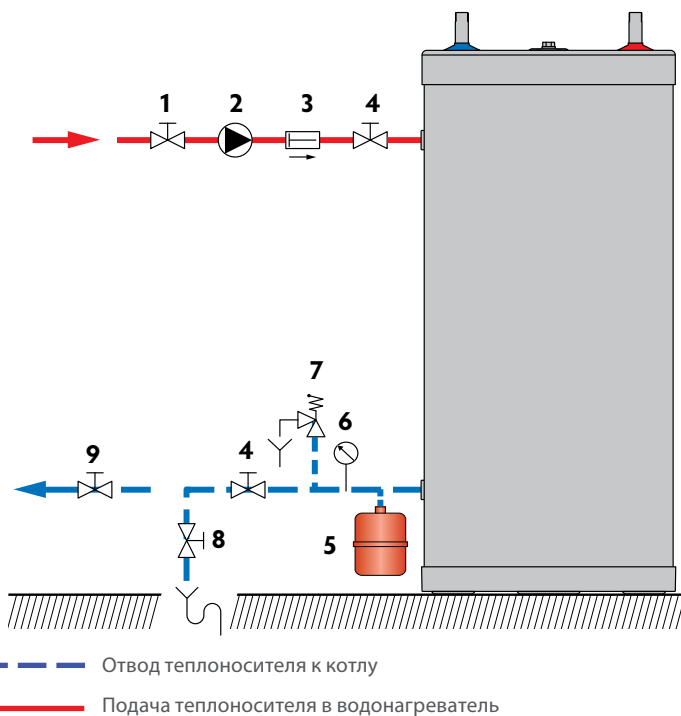 1 2 3 4
7
6
9 4
8 5
Отвод теплоносителя к котлу
Подача теплоносителя в водонагреватель